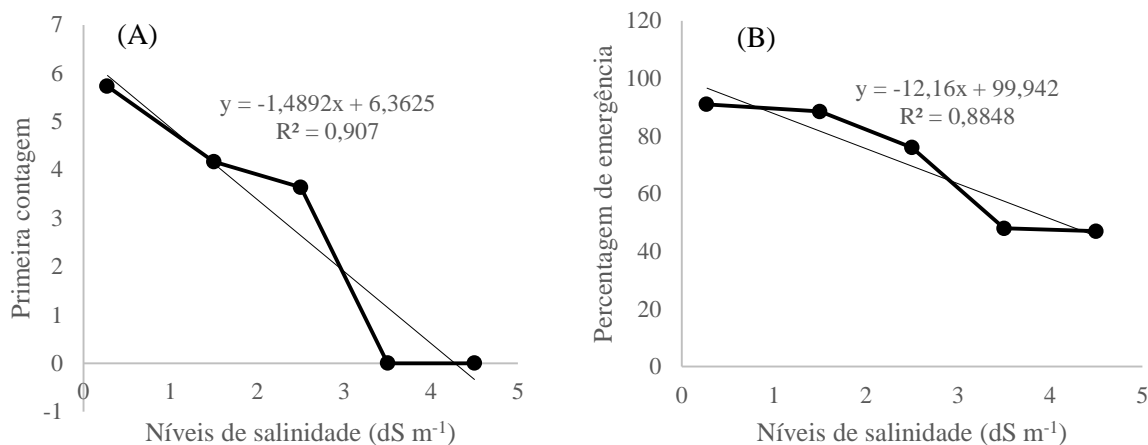 (A)
Primeira contagem
7
6
5
4
3
2
1
0
-1
y = -1,4892x + 6,3625
R² = 0,907
0 1 2 3 4 5
Níveis de salinidade (dS m⁻¹)
(B)
Percentagem de emergência
120
100
80
60
40
20
0
y = -12,16x + 99,942
R² = 0,8848
0 1 2 3 4 5
Níveis de salinidade (dS m⁻¹)